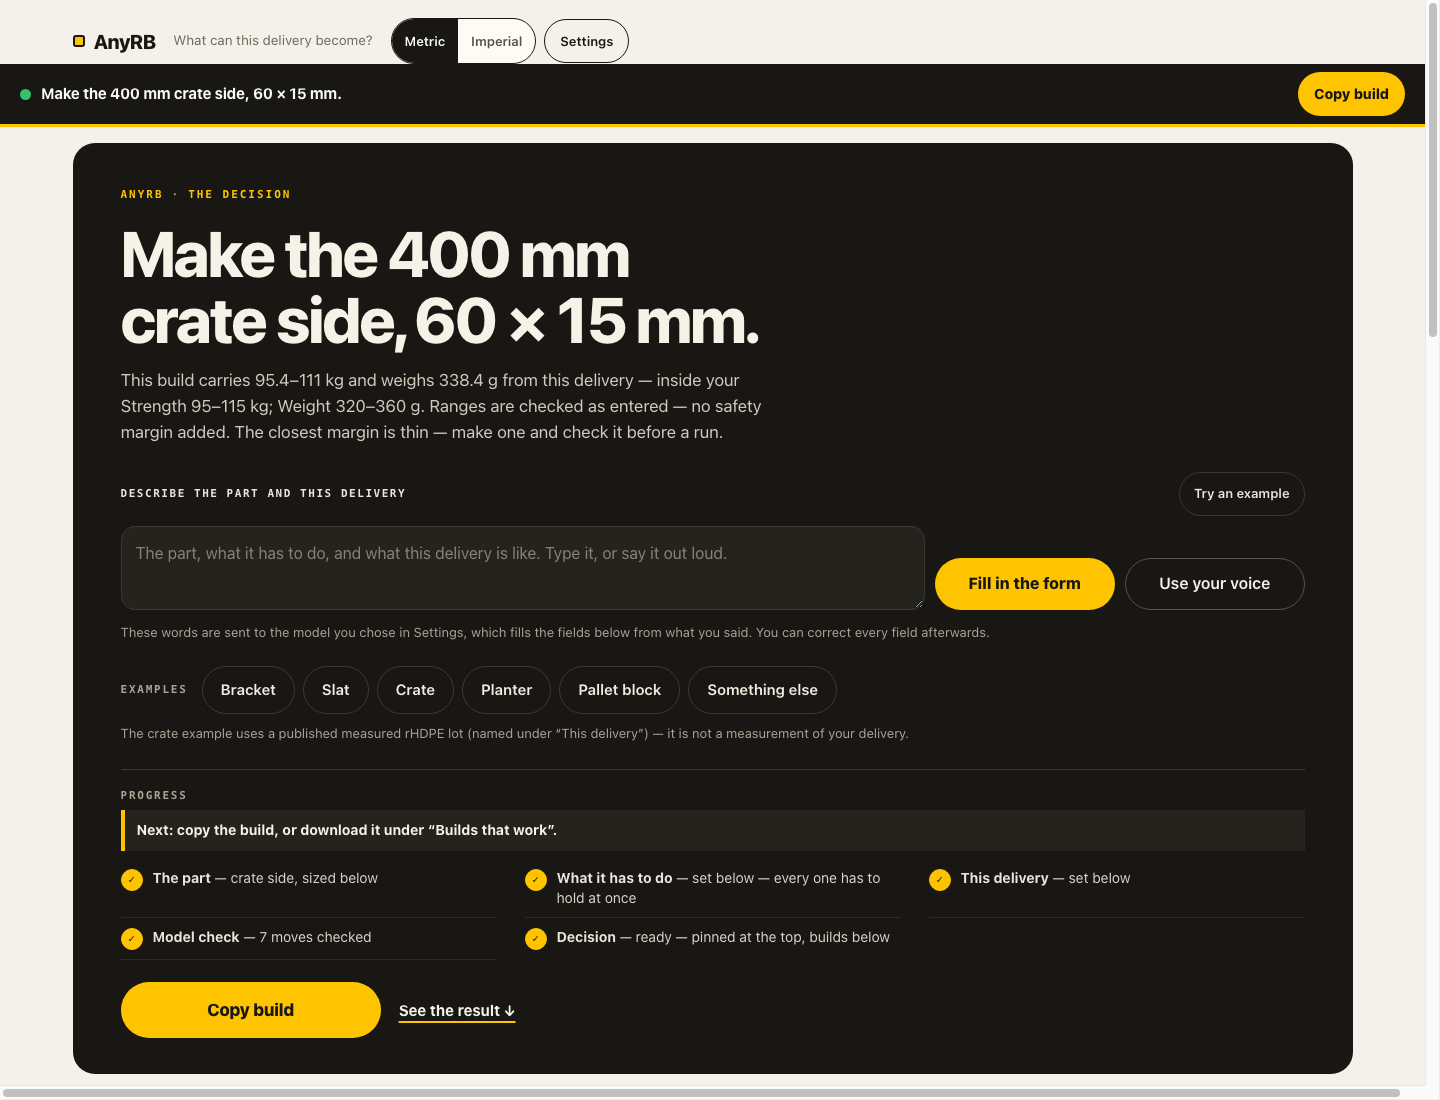 AnyRB What can this delivery become? Metric Imperial Settings
Make the 400 mm crate side, 60 × 15 mm. Copy build
ANYRB · THE DECISION
Make the 400 mm
crate side, 60 × 15 mm.
This build carries 95.4–111 kg and weighs 338.4 g from this delivery — inside your
Strength 95–115 kg; Weight 320–360 g. Ranges are checked as entered — no safety
margin added. The closest margin is thin — make one and check it before a run.
DESCRIBE THE PART AND THIS DELIVERY
Try an example
The part, what it has to do, and what this delivery is like. Type it, or say it out loud.
Fill in the form Use your voice
These words are sent to the model you chose in Settings, which fills the fields below from what you said. You can correct every field afterwards.
EXAMPLES Bracket Slat Crate Planter Pallet block Something else
The crate example uses a published measured rHDPE lot (named under “This delivery”) — it is not a measurement of your delivery.
PROGRESS
Next: copy the build, or download it under “Builds that work”.
✓ The part — crate side, sized below
✓ What it has to do — set below — every one has to
hold at once
✓ This delivery — set below
✓ Model check — 7 moves checked
✓ Decision — ready — pinned at the top, builds below
Copy build See the result ↓